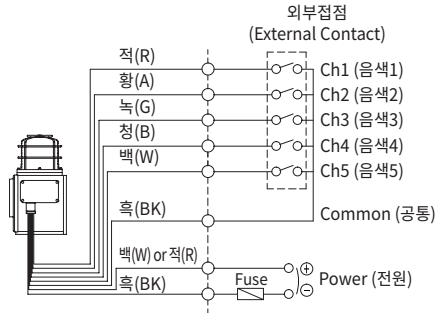 외부접점
(External Contact)
적(R)
Ch1 (음색1)
황(A)
Ch2 (음색2)
녹(G)
Ch3 (음색3)
청(B)
Ch4 (음색4)
백(W)
Ch5 (음색5)
흑(BK)
Common (공통)
백(W) or 적(R)
흑(BK)
Fuse
Power (전원)